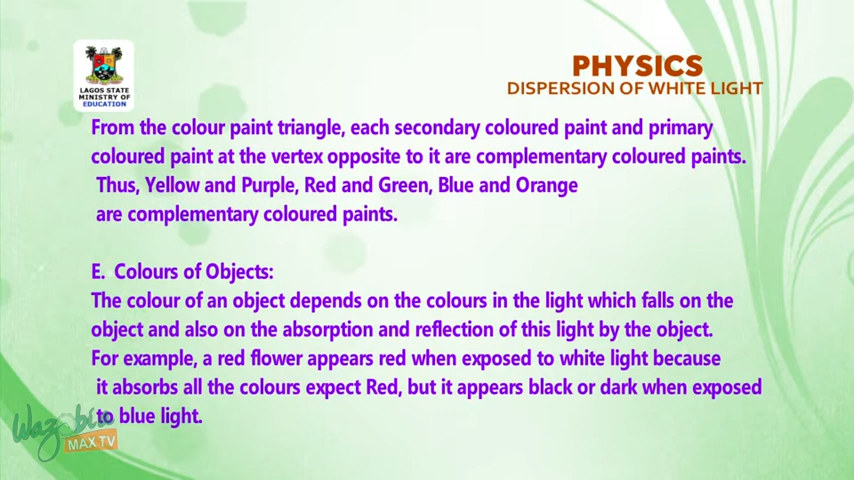 LAGOS STATE
MINISTRY OF
EDUCATION
PHYSICS
DISPERSION OF WHITE LIGHT
From the colour paint triangle, each secondary coloured paint and primary
coloured paint at the vertex opposite to it are complementary coloured paints.
Thus, Yellow and Purple, Red and Green, Blue and Orange
are complementary coloured paints.
E. Colours of Objects:
The colour of an object depends on the colours in the light which falls on the
object and also on the absorption and reflection of this light by the object.
For example, a red flower appears red when exposed to white light because
it absorbs all the colours expect Red, but it appears black or dark when exposed
to blue light.
Wazobia
MAX TV